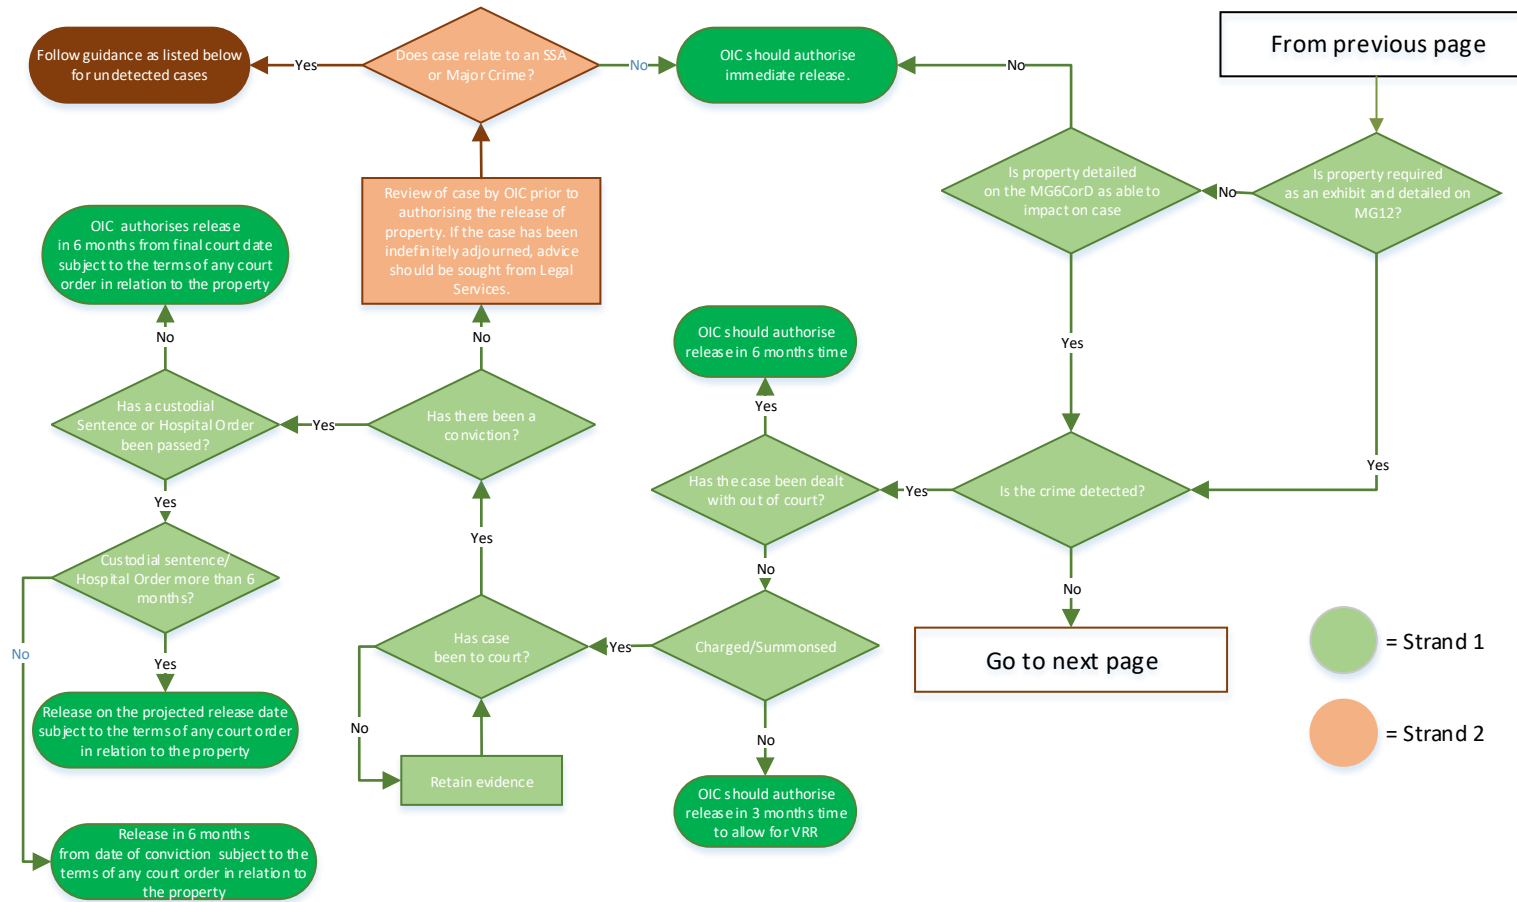 Follow guidance as listed below
for undetected cases
Yes
Does case relate to an SSA
or Major Crime?
No
OIC should authorise
immediate release.
No
From previous page
Is property detailed
on the MG6CorD as able to
impact on case
No
Is property required
as an exhibit and detailed on
MG12?
Review of case by OIC prior to
authorising the release of
property. If the case has been
indefinitely adjourned, advice
should be sought from Legal
Services.
OIC authorises release
in 6 months from final court date
subject to the terms of any court
order in relation to the property
No
No
OIC should authorise
release in 6 months time
Yes
Yes
Has a custodial
Sentence or Hospital Order
been passed?
Yes
Has there been a
conviction?
Yes
Has the case been dealt
with out of court?
Yes
Is the crime detected?
Yes
Yes
Custodial sentence/
Hospital Order more than 6
months?
Yes
No
No
No
Yes
Has case
been to court?
Yes
Charged/Summonsed
Go to next page
= Strand 1
Release on the projected release date
subject to the terms of any court order
in relation to the property
No
Retain evidence
No
= Strand 2
OIC should authorise
release in 3 months time
to allow for VRR
Release in 6 months
from date of conviction subject to the
terms of any court order in relation to
the property